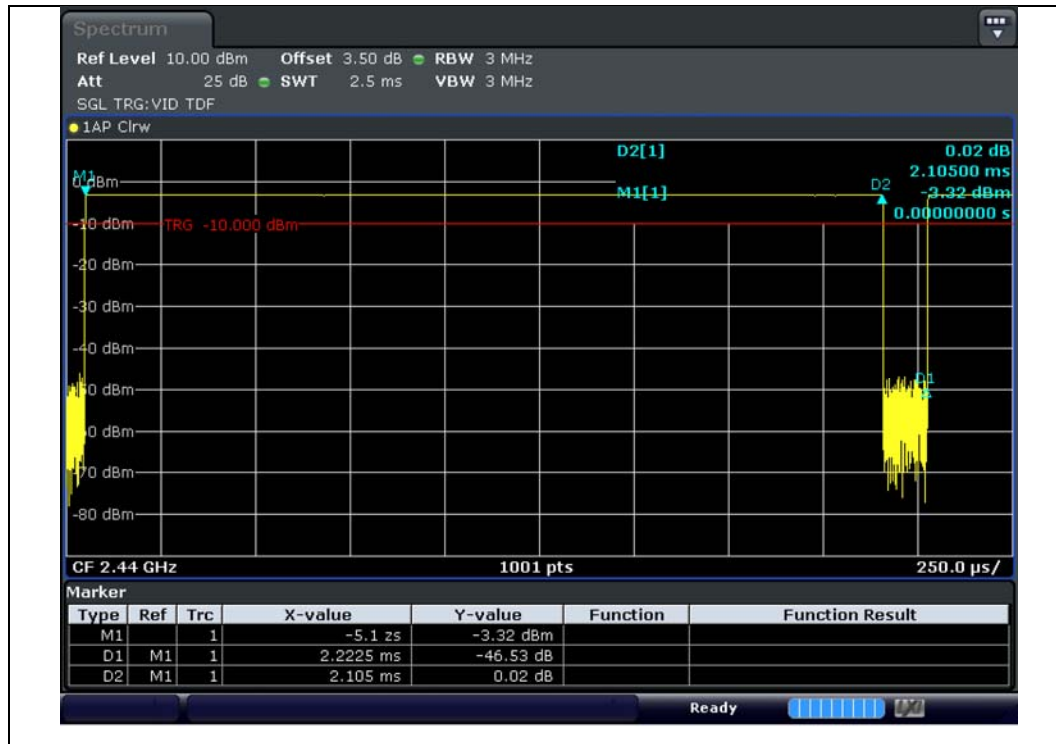 Spectrum
Ref Level 10.00 dBm Offset 3.50 dB RBW 3 MHz
Att 25 dB SWT 2.5 ms VBW 3 MHz
SGL TRG:VID TDF
1AP Clrw
D2[1] 0.02 dB
2.10500 ms
M1[1] -3.32 dBm
0.00000000 s
M1
D2
0 dBm
-10 dBm
TRG -10.000 dBm
-20 dBm
-30 dBm
-40 dBm
-50 dBm
D1
-60 dBm
-70 dBm
-80 dBm
CF 2.44 GHz 1001 pts 250.0 µs/
Marker
Type Ref Trc X-value Y-value Function Function Result
M1 1 -5.1 zs -3.32 dBm
D1 M1 1 2.2225 ms -46.53 dB
D2 M1 1 2.105 ms 0.02 dB
Ready LXI